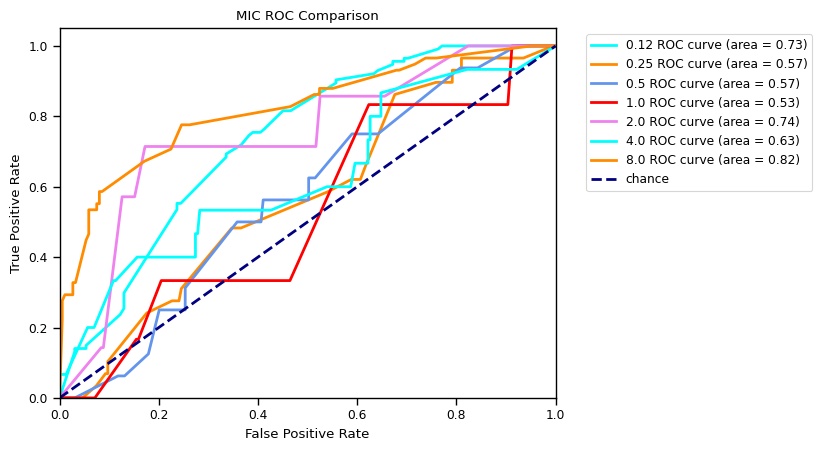 MIC ROC Comparison
1.0
0.8
0.6
0.4
0.2
0.0
True Positive Rate
0.0 0.2 0.4 0.6 0.8 1.0
False Positive Rate
0.12 ROC curve (area = 0.73)
0.25 ROC curve (area = 0.57)
0.5 ROC curve (area = 0.57)
1.0 ROC curve (area = 0.53)
2.0 ROC curve (area = 0.74)
4.0 ROC curve (area = 0.63)
8.0 ROC curve (area = 0.82)
chance